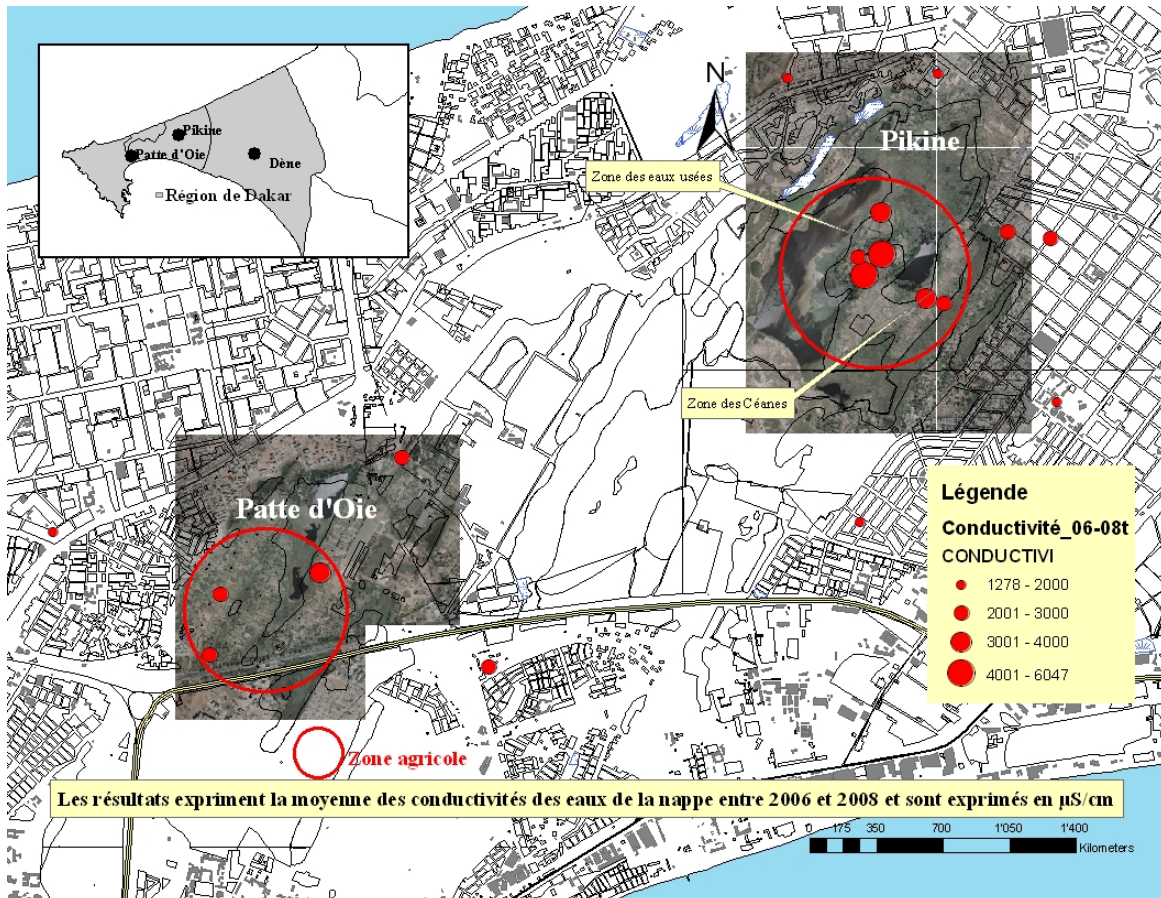 Pikine
Patte d'Oie
Dène
Région de Dakar
N
Pikine
Zone des eaux usées
Zone des Céanes
Patte d'Oie
Légende
Conductivité_06-08t
CONDUCTIVI
1278 - 2000
2001 - 3000
3001 - 4000
4001 - 6047
Zone agricole
Les résultats expriment la moyenne des conductivités des eaux de la nappe entre 2006 et 2008 et sont exprimés en µS/cm
0 175 350 700 1'050 1'400
Kilometers